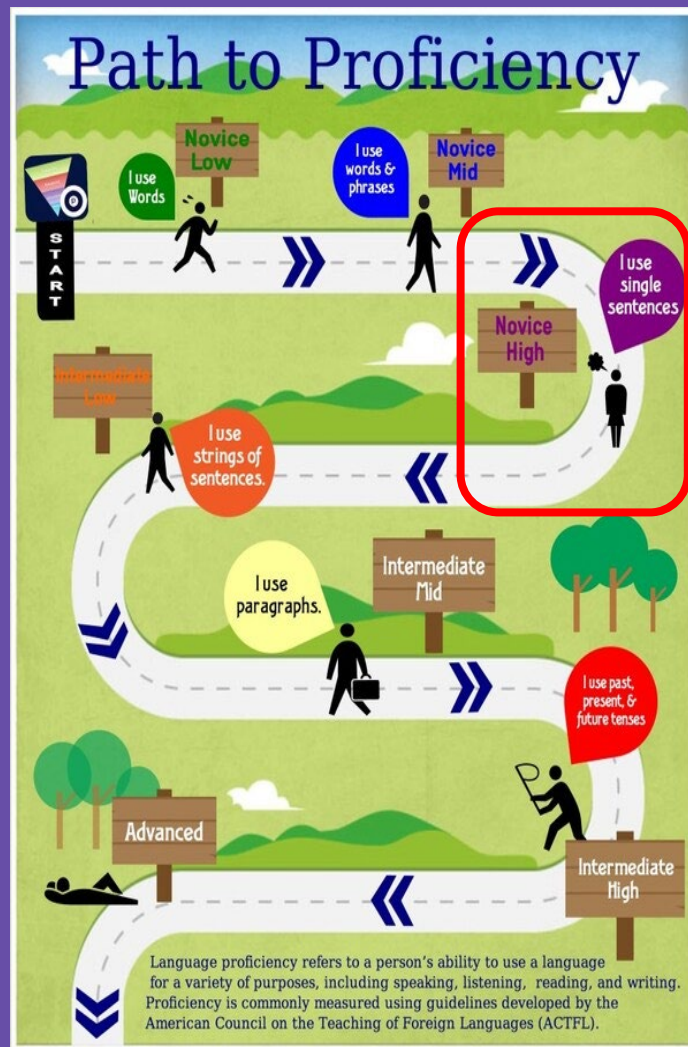 Path to Proficiency
Novice
Low
I use
Words
I use
words &
phrases
Novice
Mid
START
I use
single
sentences
Novice
High
Intermediate
Low
I use
strings of
sentences.
I use
paragraphs.
Intermediate
Mid
I use past,
present, &
future tenses
Advanced
Intermediate
High
Language proficiency refers to a person's ability to use a language
for a variety of purposes, including speaking, listening, reading, and writing.
Proficiency is commonly measured using guidelines developed by the
American Council on the Teaching of Foreign Languages (ACTFL).